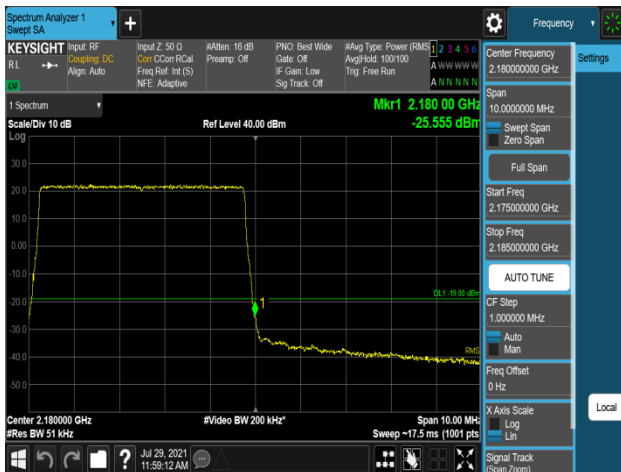 Spectrum Analyzer 1
Swept SA
+
Frequency
KEYSIGHT
Input: RF
Input Z: 50 Ω
#Atten: 16 dB
PNO: Best Wide
#Avg Type: Power (RMS
1 2 3 4 5 6
RL
Coupling: DC
Corr CCorr RCal
Preamp: Off
Gate: Off
Avg|Hold: 100/100
A W W W W W
Align: Auto
Freq Ref: Int (S)
IF Gain: Low
Trig: Free Run
NFE: Adaptive
Sig Track: Off
A N N N N N
LXI
1 Spectrum
Mkr1 2.180 00 GHz
Scale/Div 10 dB
Ref Level 40.00 dBm
-25.555 dBm
Log
30.0
20.0
10.0
0.00
-10.0
DL1 -19.00 dBm
-20.0
1
-30.0
RMS
-40.0
-50.0
Center 2.180000 GHz
#Video BW 200 kHz*
Span 10.00 MHz
#Res BW 51 kHz
Sweep ~17.5 ms (1001 pts
?
Jul 29, 2021
11:59:12 AM
Center Frequency
2.180000000 GHz
Span
10.0000000 MHz
Swept Span
Zero Span
Full Span
Start Freq
2.175000000 GHz
Stop Freq
2.185000000 GHz
AUTO TUNE
CF Step
1.000000 MHz
Auto
Man
Freq Offset
0 Hz
X Axis Scale
Log
Lin
Signal Track
(Span Zoom)
Settings
Local